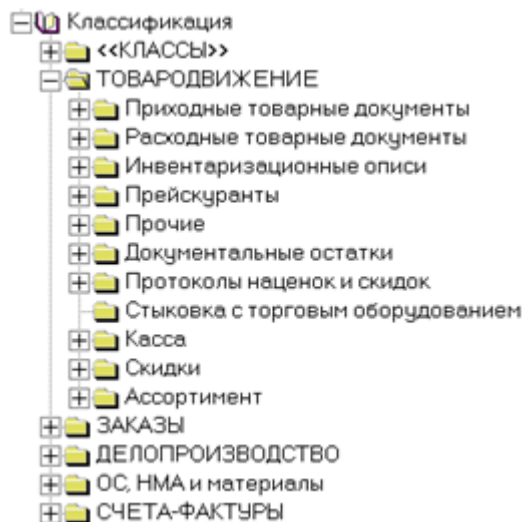 Классификация
<<КЛАССЫ>>
ТОВАРОДВИЖЕНИЕ
Приходные товарные документы
Расходные товарные документы
Инвентаризационные описи
Прейскуранты
Прочие
Документальные остатки
Протоколы наценок и скидок
Стыковка с торговым оборудованием
Касса
Скидки
Ассортимент
ЗАКАЗЫ
ДЕЛОПРОИЗВОДСТВО
ОС, НМА и материалы
СЧЕТА-ФАКТУРЫ